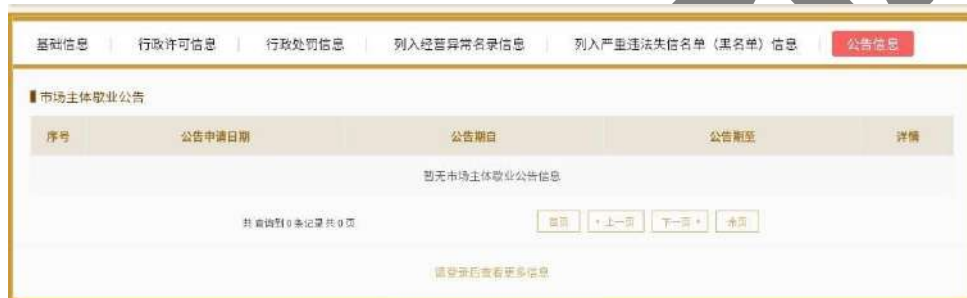 基础信息 行政许可信息 行政处罚信息 列入经营异常名录信息 列入严重违法失信名单（黑名单）信息 公告信息
市场主体歇业公告
序号 公告申请日期 公告期自 公告期至 详情
暂无市场主体歇业公告信息
共查询到0条记录共0页 首页 上一页 下一页 末页
请登录后查看更多信息